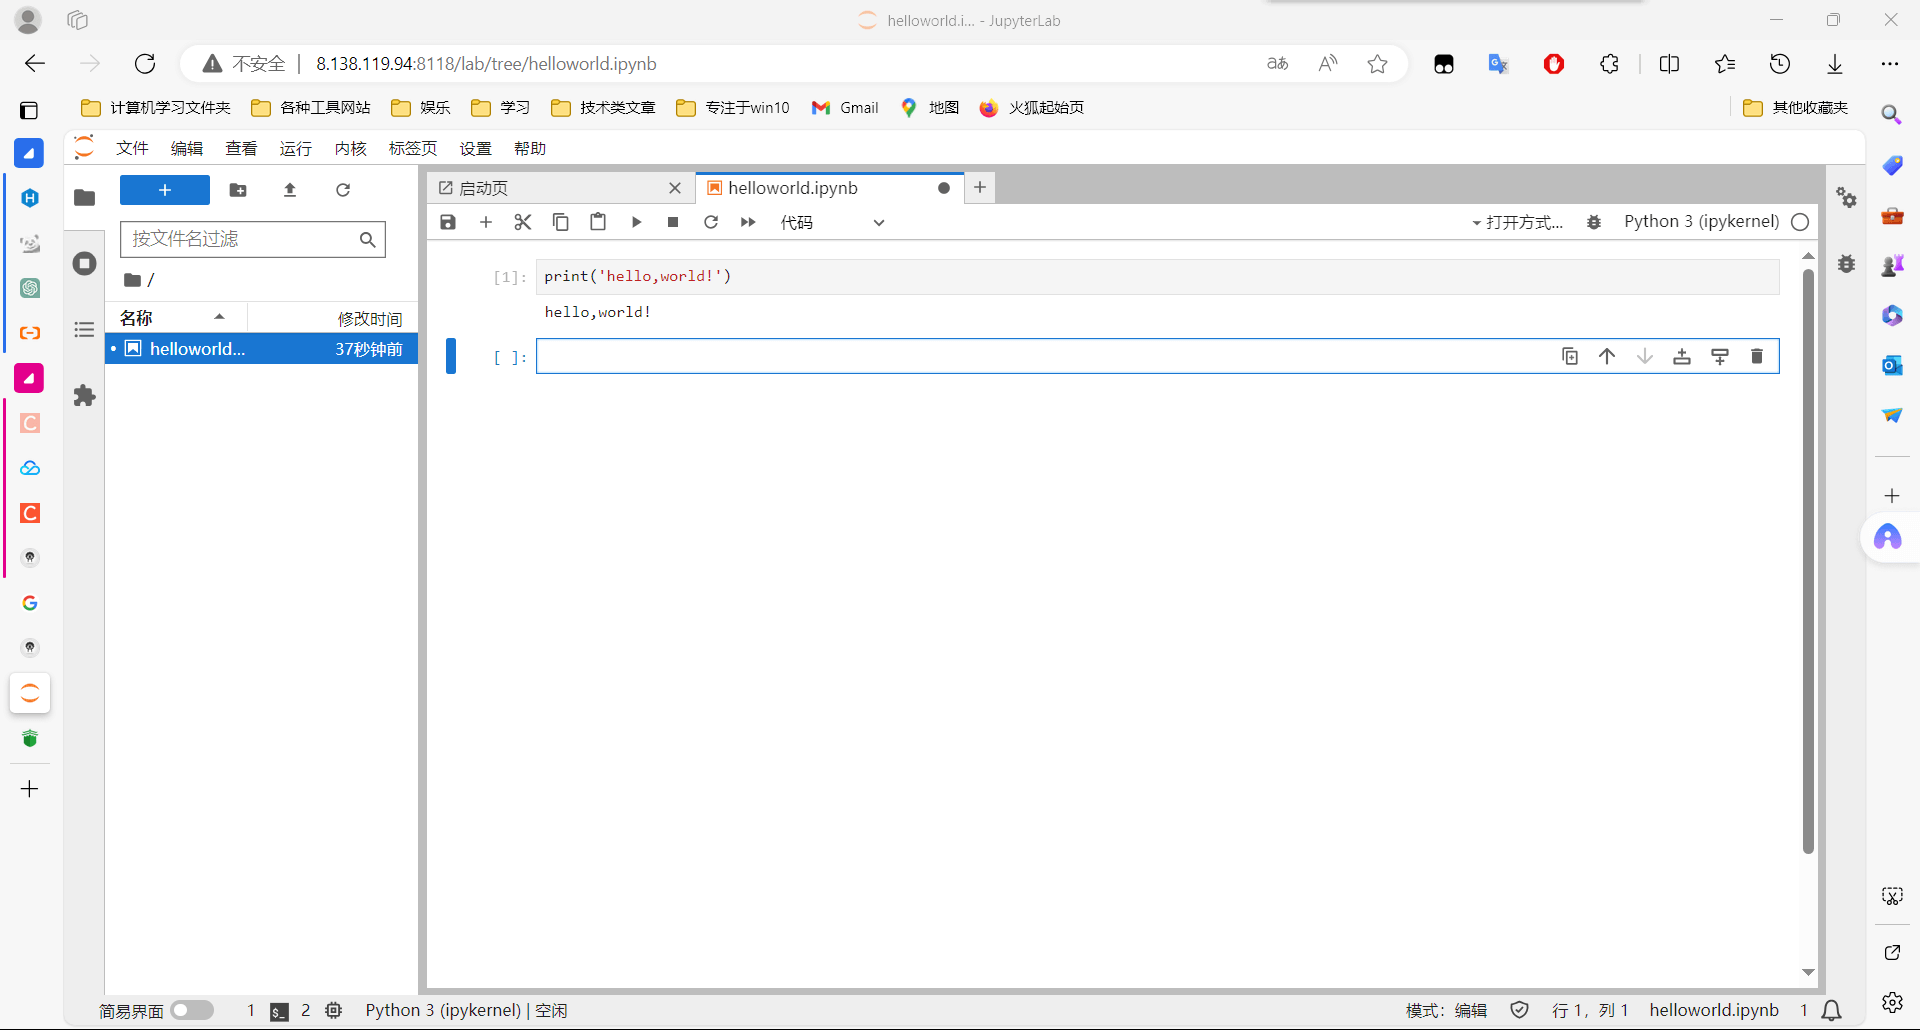 helloworld.i... - JupyterLab
不安全 8.138.119.94:8118/lab/tree/helloworld.ipynb
计算机学习文件夹 各种工具网站 娱乐 学习 技术类文章 专注于win10 Gmail 地图 火狐起始页 其他收藏夹
文件 编辑 查看 运行 内核 标签页 设置 帮助
启动页 helloworld.ipynb
代码 打开方式... Python 3 (ipykernel)
按文件名过滤
/
名称 修改时间
helloworld... 37秒钟前
[1]: print('hello,world!')
hello,world!
[ ]:
简易界面 1 2 Python 3 (ipykernel) | 空闲 模式：编辑 行 1，列 1 helloworld.ipynb 1